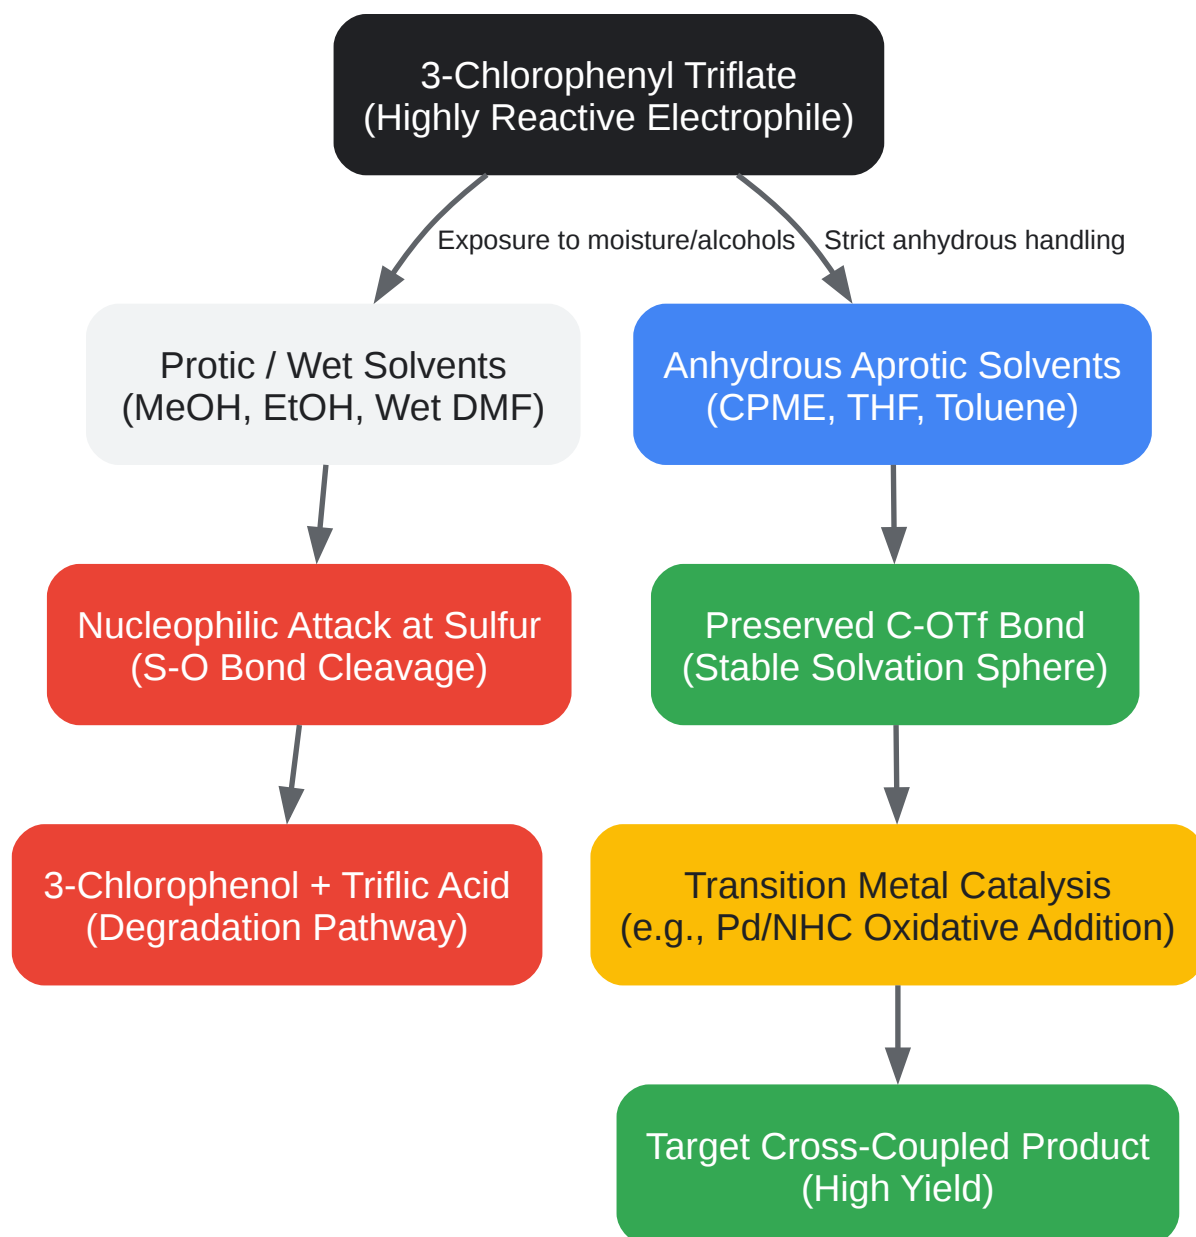 3-Chlorophenyl Triflate
(Highly Reactive Electrophile)
Exposure to moisture/alcohols
Strict anhydrous handling
Protic / Wet Solvents
(MeOH, EtOH, Wet DMF)
Anhydrous Aprotic Solvents
(CPME, THF, Toluene)
Nucleophilic Attack at Sulfur
(S-O Bond Cleavage)
Preserved C-OTf Bond
(Stable Solvation Sphere)
3-Chlorophenol + Triflic Acid
(Degradation Pathway)
Transition Metal Catalysis
(e.g., Pd/NHC Oxidative Addition)
Target Cross-Coupled Product
(High Yield)